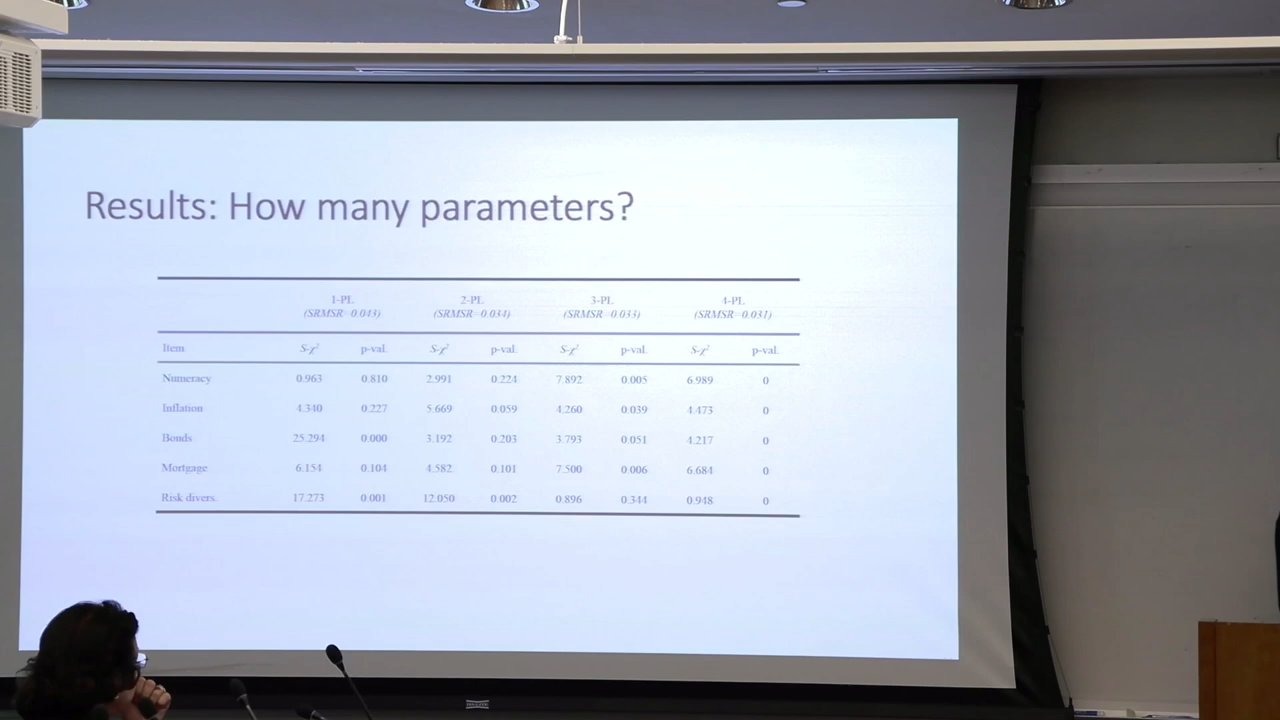 Results: How many parameters?
1-PL 2-PL 3-PL 4-PL
(SRMSR=0.043) (SRMSR=0.034) (SRMSR=0.033) (SRMSR=0.031)
Item S-χ² p-val. S-χ² p-val. S-χ² p-val. S-χ² p-val.
Numeracy 0.963 0.810 2.991 0.224 7.892 0.005 6.989 0
Inflation 4.340 0.227 5.669 0.059 4.260 0.039 4.473 0
Bonds 25.294 0.000 3.192 0.203 3.793 0.051 4.217 0
Mortgage 6.154 0.104 4.582 0.101 7.500 0.006 6.684 0
Risk divers. 17.273 0.001 12.050 0.002 0.896 0.344 0.948 0